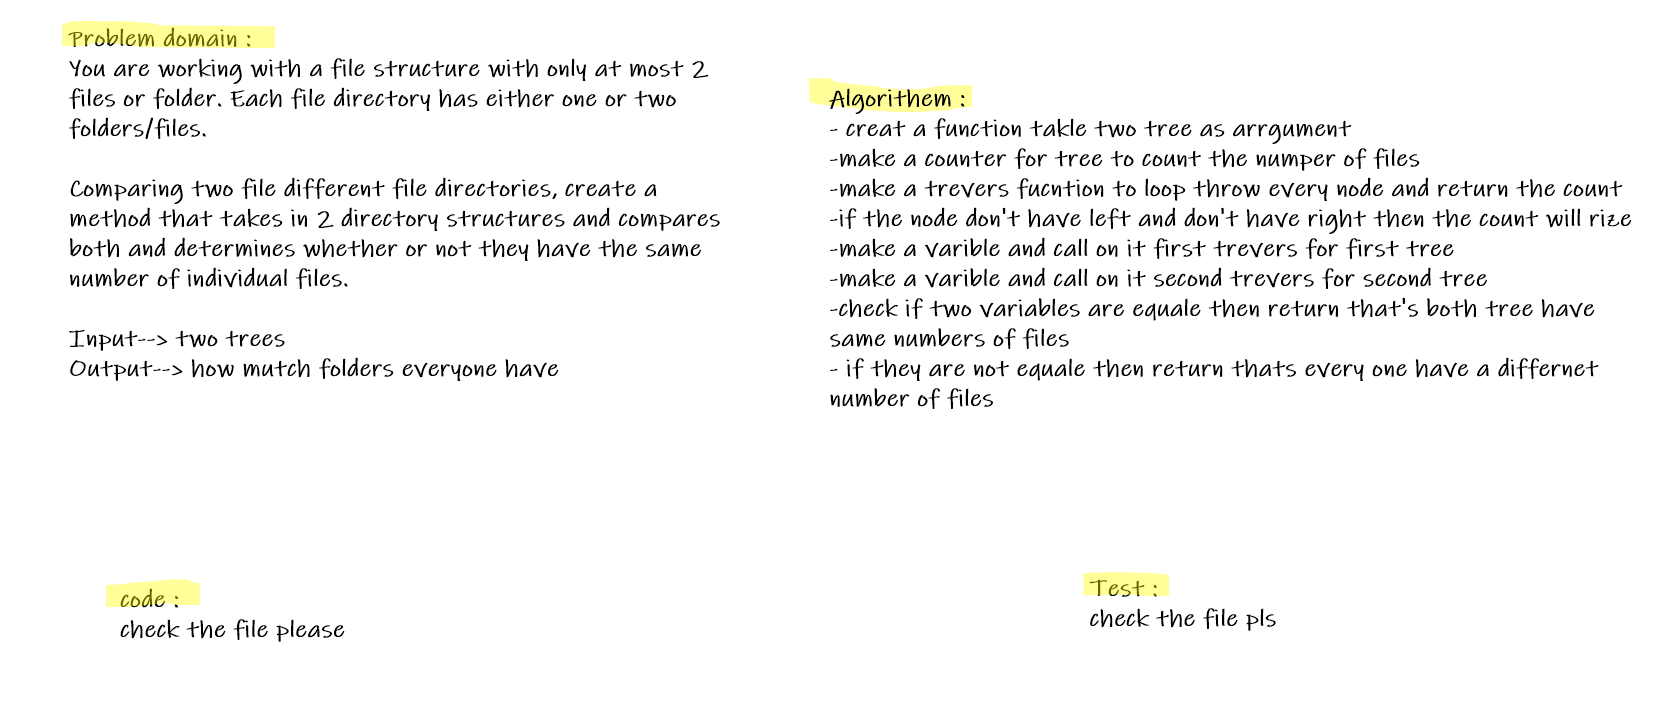 Problem domain :
You are working with a file structure with only at most 2
files or folder. Each file directory has either one or two
folders/files.
Comparing two file different file directories, create a
method that takes in 2 directory structures and compares
both and determines whether or not they have the same
number of individual files.
Input--> two trees
Output--> how mutch folders everyone have
Algorithem :
- creat a function takle two tree as arrgument
-make a counter for tree to count the numper of files
-make a trevers fucntion to loop throw every node and return the count
-if the node don't have left and don't have right then the count will rize
-make a varible and call on it first trevers for first tree
-make a varible and call on it second trevers for second tree
-check if two variables are equale then return that's both tree have
same numbers of files
- if they are not equale then return thats every one have a differnet
number of files
code :
check the file please
Test :
check the file pls